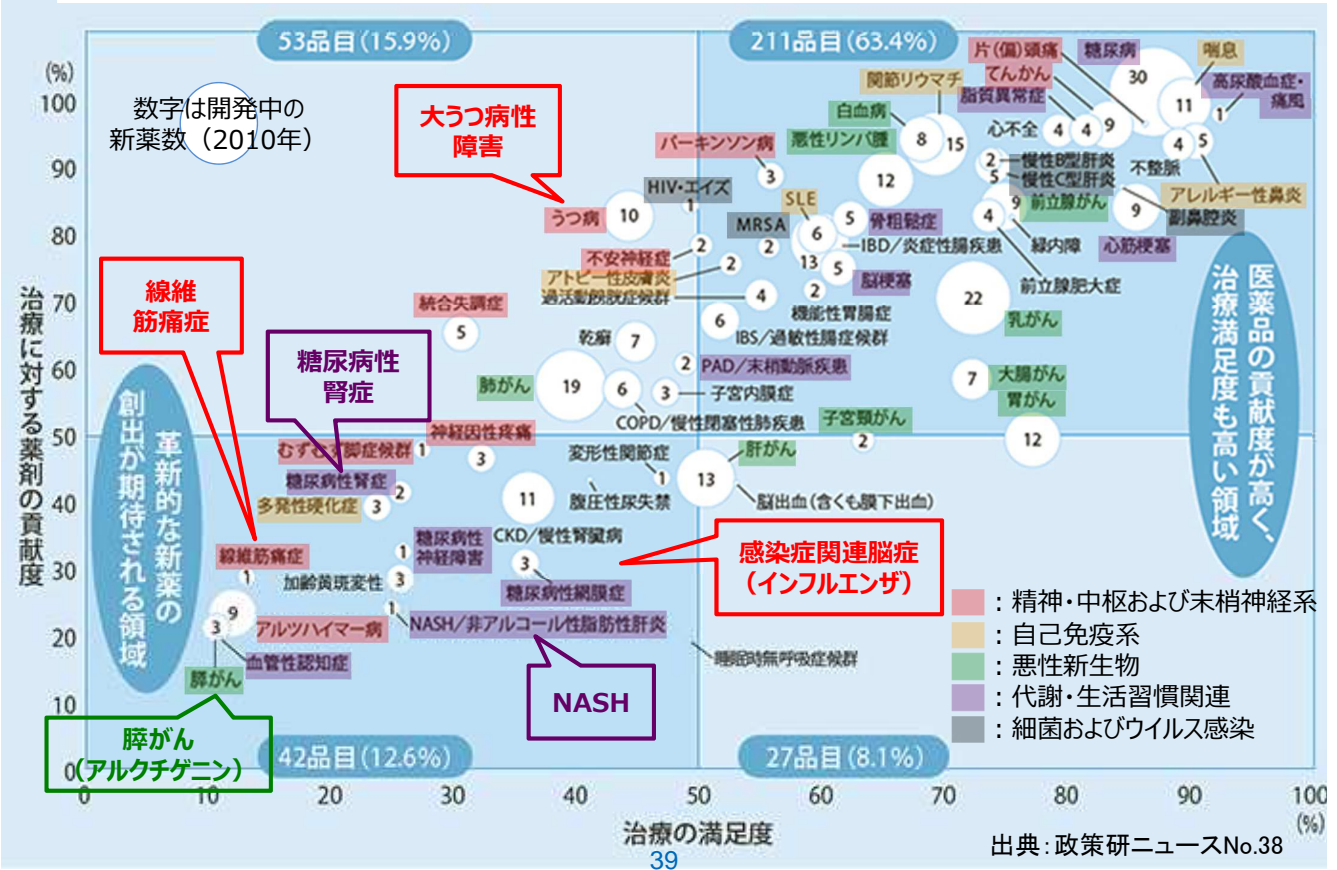 53品目(15.9%)
211品目(63.4%)
(%)
100
90
80
70
60
50
40
30
20
10
0
治療に対する薬剤の貢献度
数字は開発中の
新薬数(2010年)
大うつ病性
障害
線維
筋痛症
糖尿病性
腎症
片(偏)頭痛
糖尿病
30
喘息
11
てんかん
9
高尿酸血症・
痛風
1
関節リウマチ
15
脂質異常症
4
心不全
4
白血病
8
悪性リンパ腫
12
不整脈
4
5
アレルギー性鼻炎
パーキンソン病
3
2
慢性B型肝炎
5
慢性C型肝炎
HIV・エイズ
1
うつ病
10
SLE
6
5
骨粗鬆症
9
前立腺がん
4
9
副鼻腔炎
緑内障
心筋梗塞
MRSA
2
不安神経症
2
IBD/炎症性腸疾患
13
アトピー性皮膚炎
2
5
脳梗塞
前立腺肥大症
過活動膀胱症候群
4
2
機能性胃腸症
22
乳がん
統合失調症
5
乾癬
7
6
IBS/過敏性腸症候群
2
PAD/末梢動脈疾患
肺がん
19
6
3
子宮内膜症
COPD/慢性閉塞性肺疾患
7
大腸がん
胃がん
12
子宮頸がん
2
神経因性疼痛
3
むずむず脚症候群
1
変形性関節症
1
肝がん
13
糖尿病性腎症
2
多発性硬化症
3
11
腹圧性尿失禁
脳出血(含くも膜下出血)
CKD/慢性腎臓病
糖尿病性
神経障害
1
線維筋痛症
1
加齢黄斑変性
3
3
糖尿病性網膜症
感染症関連脳症
(インフルエンザ)
9
アルツハイマー病
1
NASH/非アルコール性脂肪性肝炎
3
血管性認知症
膵がん
睡眠時無呼吸症候群
NASH
膵がん
(アルクチゲニン)
革新的な新薬の
創出が期待される領域
医薬品の貢献度が高く、
治療満足度も高い領域
:精神・中枢および末梢神経系
:自己免疫系
:悪性新生物
:代謝・生活習慣関連
:細菌およびウイルス感染
42品目(12.6%)
27品目(8.1%)
0
10
20
30
40
50
60
70
80
90
100
(%)
治療の満足度
出典:政策研ニュースNo.38
39